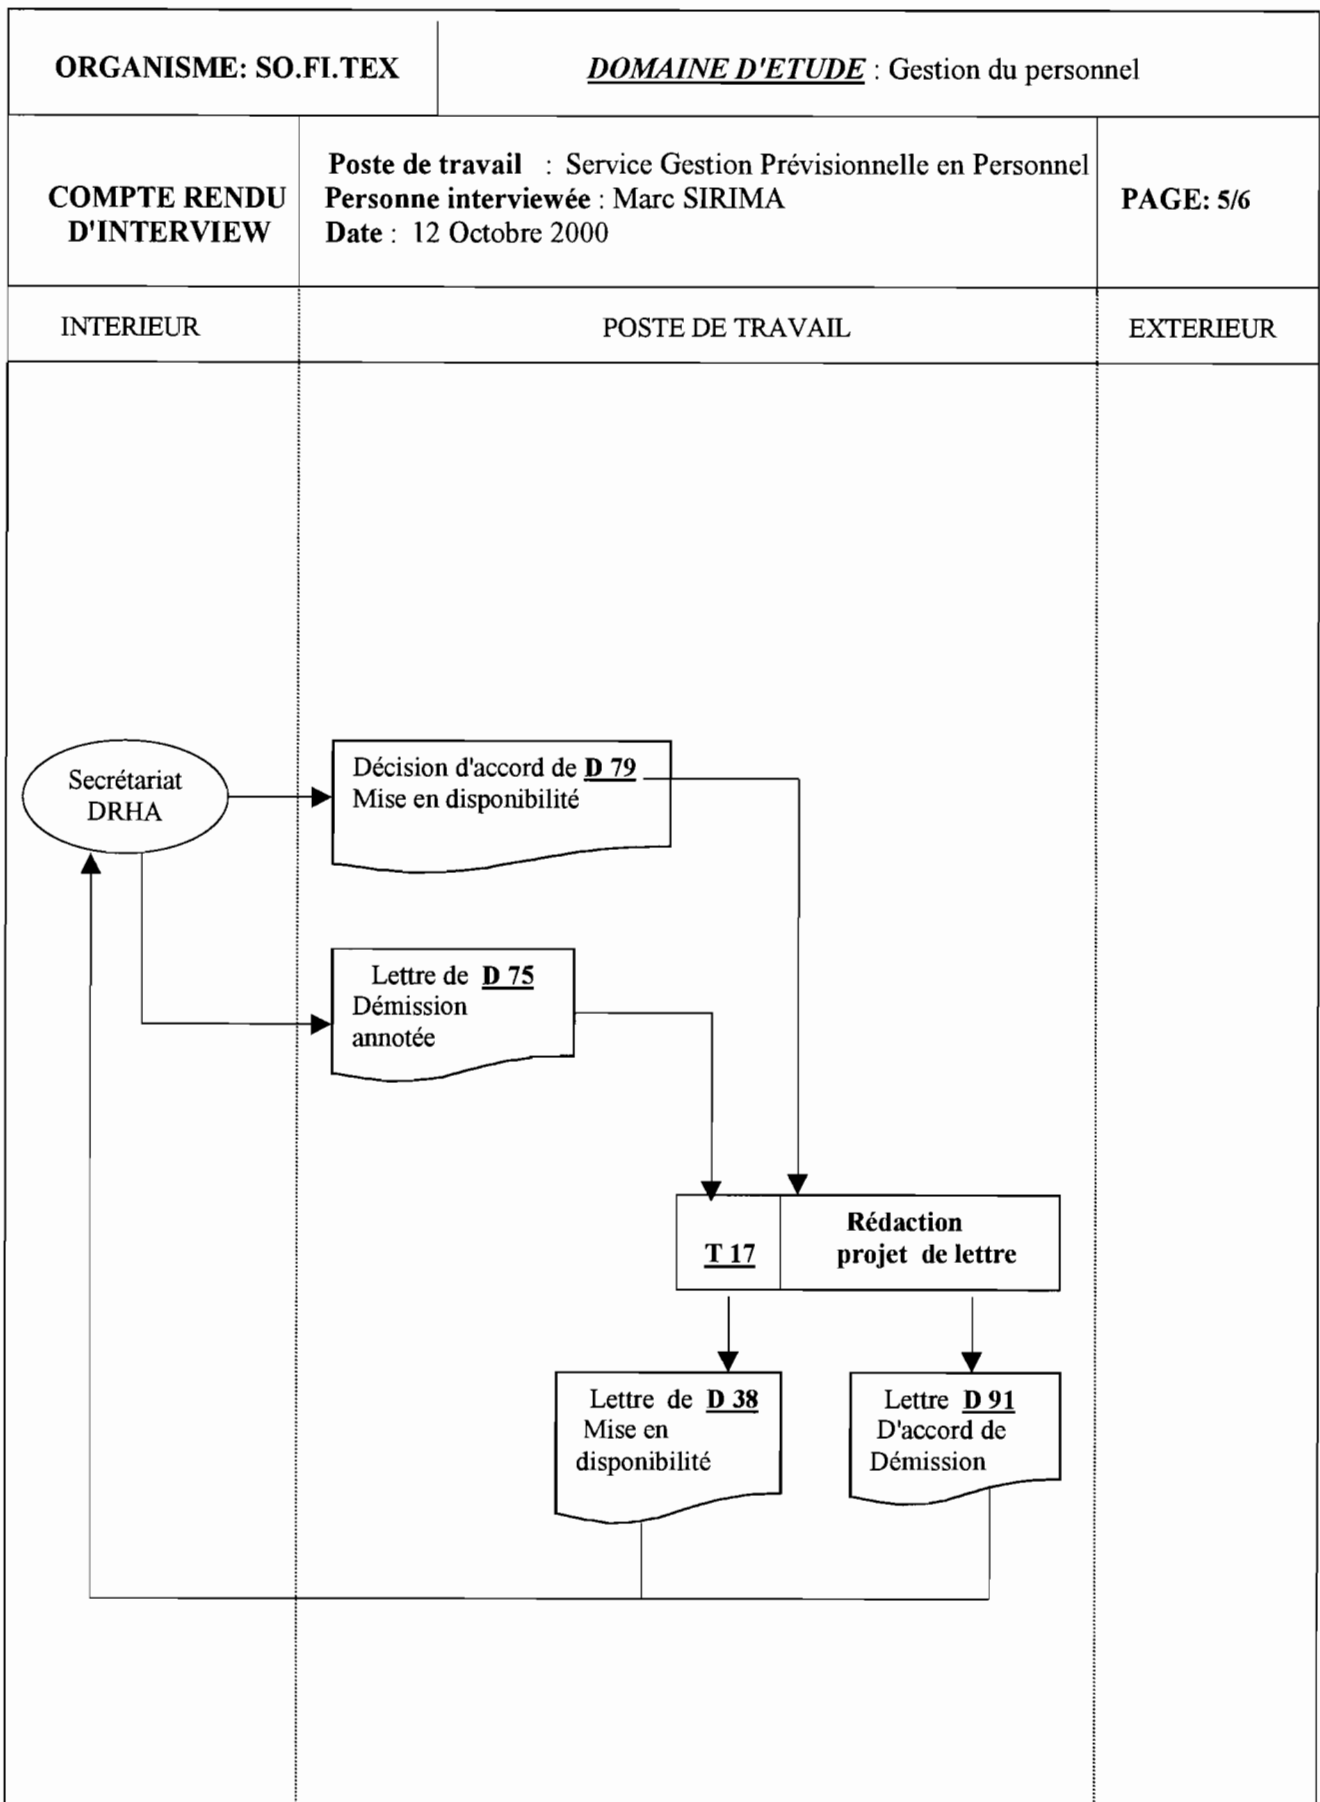 ORGANISME: SO.FI.TEX
DOMAINE D'ETUDE : Gestion du personnel
COMPTE RENDU
D'INTERVIEW
Poste de travail : Service Gestion Prévisionnelle en Personnel
Personne interviewée : Marc SIRIMA
Date : 12 Octobre 2000
PAGE: 5/6
INTERIEUR
POSTE DE TRAVAIL
EXTERIEUR
Secrétariat
DRHA
Décision d'accord de D 79
Mise en disponibilité
Lettre de D 75
Démission
annotée
T 17
Rédaction
projet de lettre
Lettre de D 38
Mise en
disponibilité
Lettre D 91
D'accord de
Démission